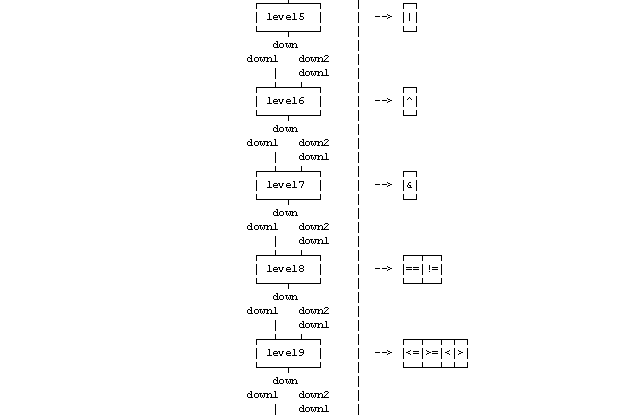 level5 --> |
down
down1 down2
down1
level6 --> ^
down
down1 down2
down1
level7 --> &
down
down1 down2
down1
level8 --> == !=
down
down1 down2
down1
level9 --> <= >= < >
down
down1 down2
down1